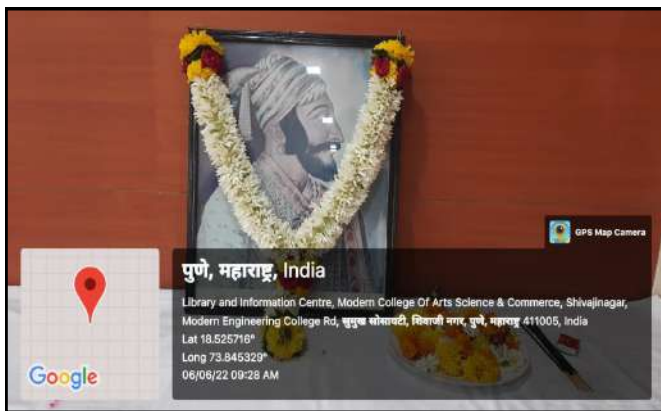 GPS Map Camera
पुणे, महाराष्ट्र, India
Library and Information Centre, Modern College Of Arts Science & Commerce, Shivajinagar,
Modern Engineering College Rd, सुमुख सोसायटी, शिवाजी नगर, पुणे, महाराष्ट्र 411005, India
Lat 18.525716°
Long 73.845329°
06/06/22 09:28 AM
Google